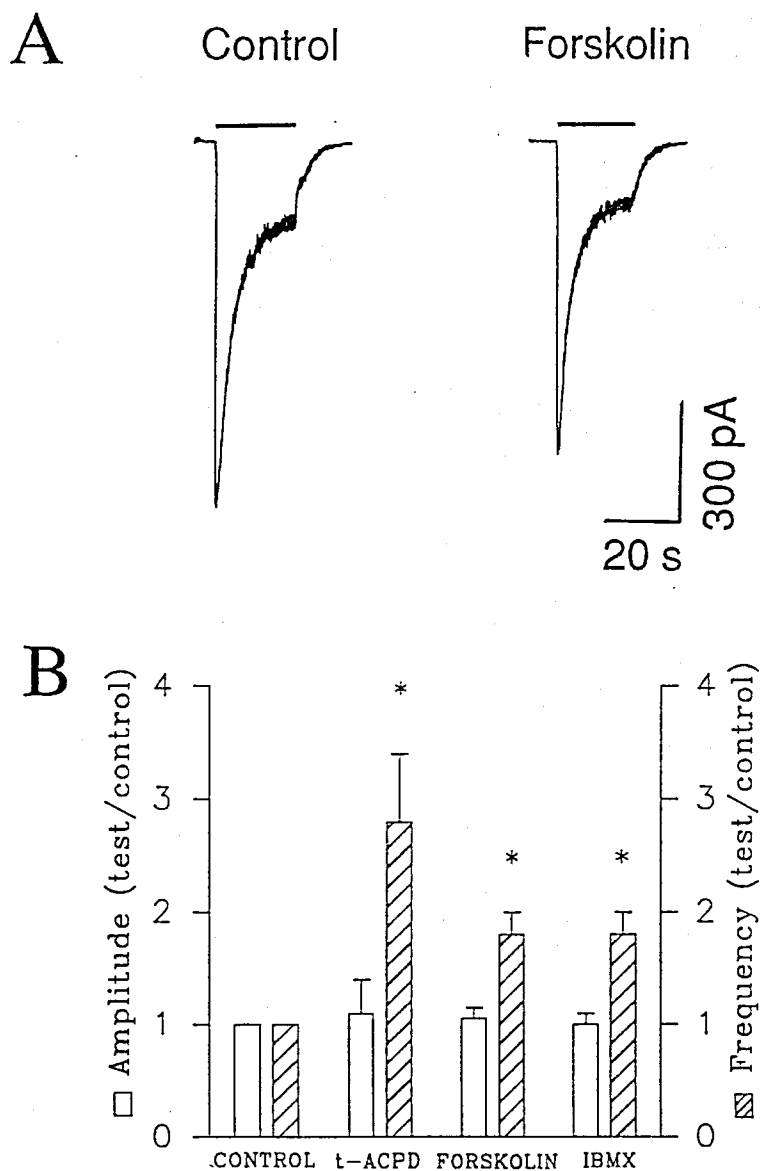 A
Control
Forskolin
300 pA
20 s
B
Amplitude (test/control)
4
3
2
1
0
*
*
*
4
3
2
1
0
Frequency (test/control)
CONTROL
t-ACPD
FORSKOLIN
IBMX